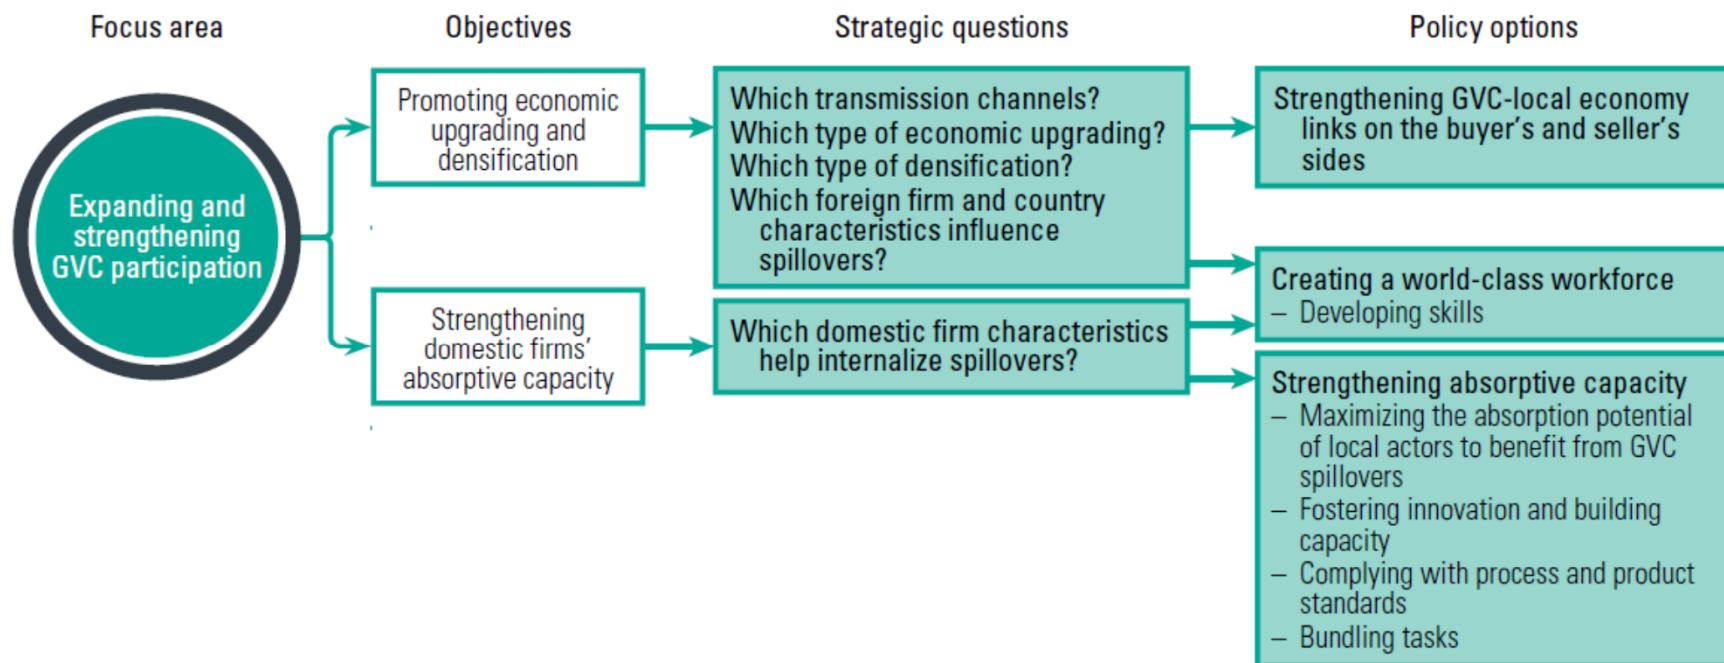 Focus area
Objectives
Strategic questions
Policy options
Expanding and
strengthening
GVC participation
Promoting economic
upgrading and
densification
Strengthening
domestic firms’
absorptive capacity
Which transmission channels?
Which type of economic upgrading?
Which type of densification?
Which foreign firm and country
characteristics influence
spillovers?
Which domestic firm characteristics
help internalize spillovers?
Strengthening GVC-local economy
links on the buyer’s and seller’s
sides
Creating a world-class workforce
– Developing skills
Strengthening absorptive capacity
– Maximizing the absorption potential
of local actors to benefit from GVC
spillovers
– Fostering innovation and building
capacity
– Complying with process and product
standards
– Bundling tasks